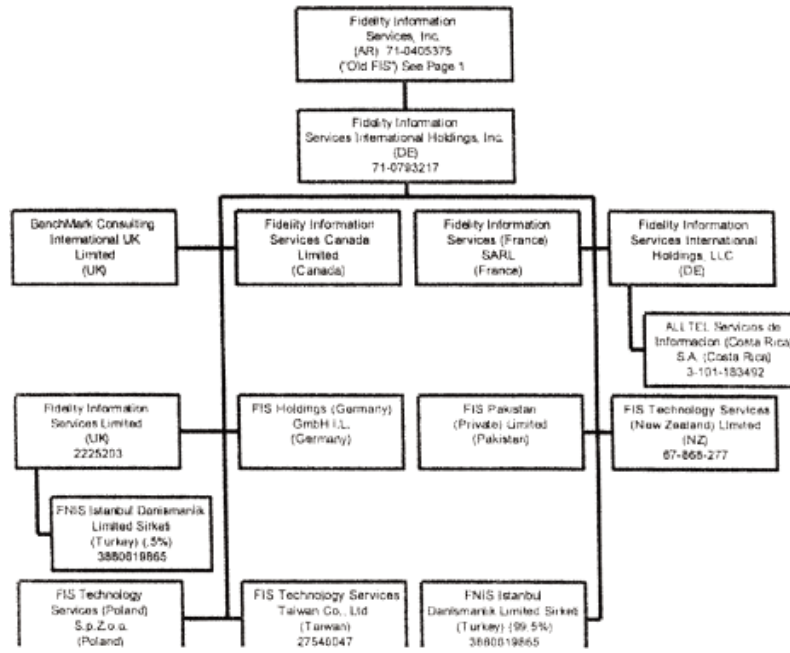 Fidelity Information
Services, Inc.
(AR) 71-0405375
("Old FIS") See Page 1
Fidelity Information
Services International Holdings, Inc.
(DE)
71-0793217
BenchMark Consulting
International UK
Limited
(UK)
Fidelity Information
Services Canada
Limited
(Canada)
Fidelity Information
Services (France)
SARL
(France)
Fidelity Information
Services International
Holdings, LLC
(DE)
ALLTEL Servicios de
Informacion (Costa Rica)
S.A. (Costa Rica)
3-101-183492
Fidelity Information
Services Limited
(UK)
2225203
FIS Holdings (Germany)
GmbH i.L.
(Germany)
FIS Pakistan
(Private) Limited
(Pakistan)
FIS Technology Services
(New Zealand) Limited
(NZ)
67-868-277
FNIS Istanbul Danismanlik
Limited Sirketi
(Turkey) (.5%)
3880619865
FIS Technology
Services (Poland)
S.p.Z.o.o.
(Poland)
FIS Technology Services
Taiwan Co., Ltd
(Taiwan)
27546047
FNIS Istanbul
Danismanlik Limited Sirketi
(Turkey) (99.5%)
3880619865